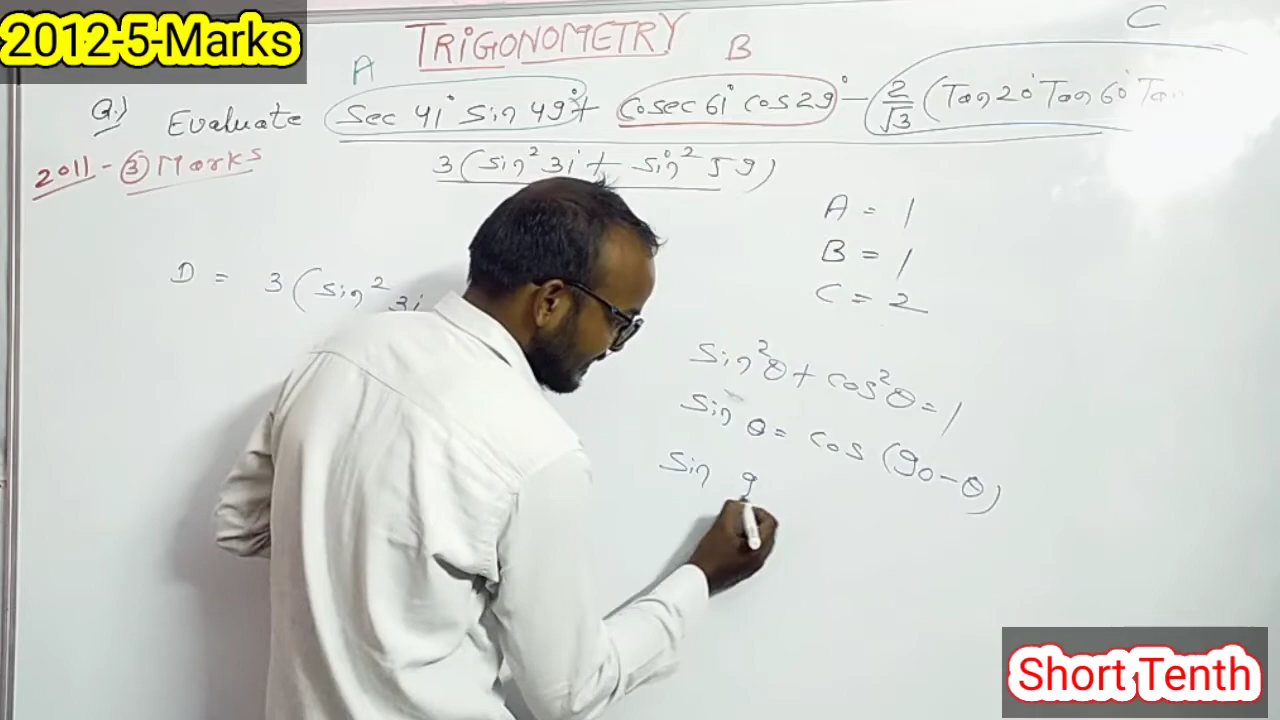 2012-5-Marks
TRIGONOMETRY
A
B
C
Q.) Evaluate Sec 41° Sin 49° + Cosec 61° Cos 29° - 2/√3 (Tan 20° Tan 60° Tan
3(Sin² 31 + Sin² 59)
2011 - ③ Marks
A = 1
B = 1
C = 2
D = 3(Sin² 31
Sin²θ + Cos²θ = 1
Sin θ = Cos (90-θ)
Sin 9
Short Tenth